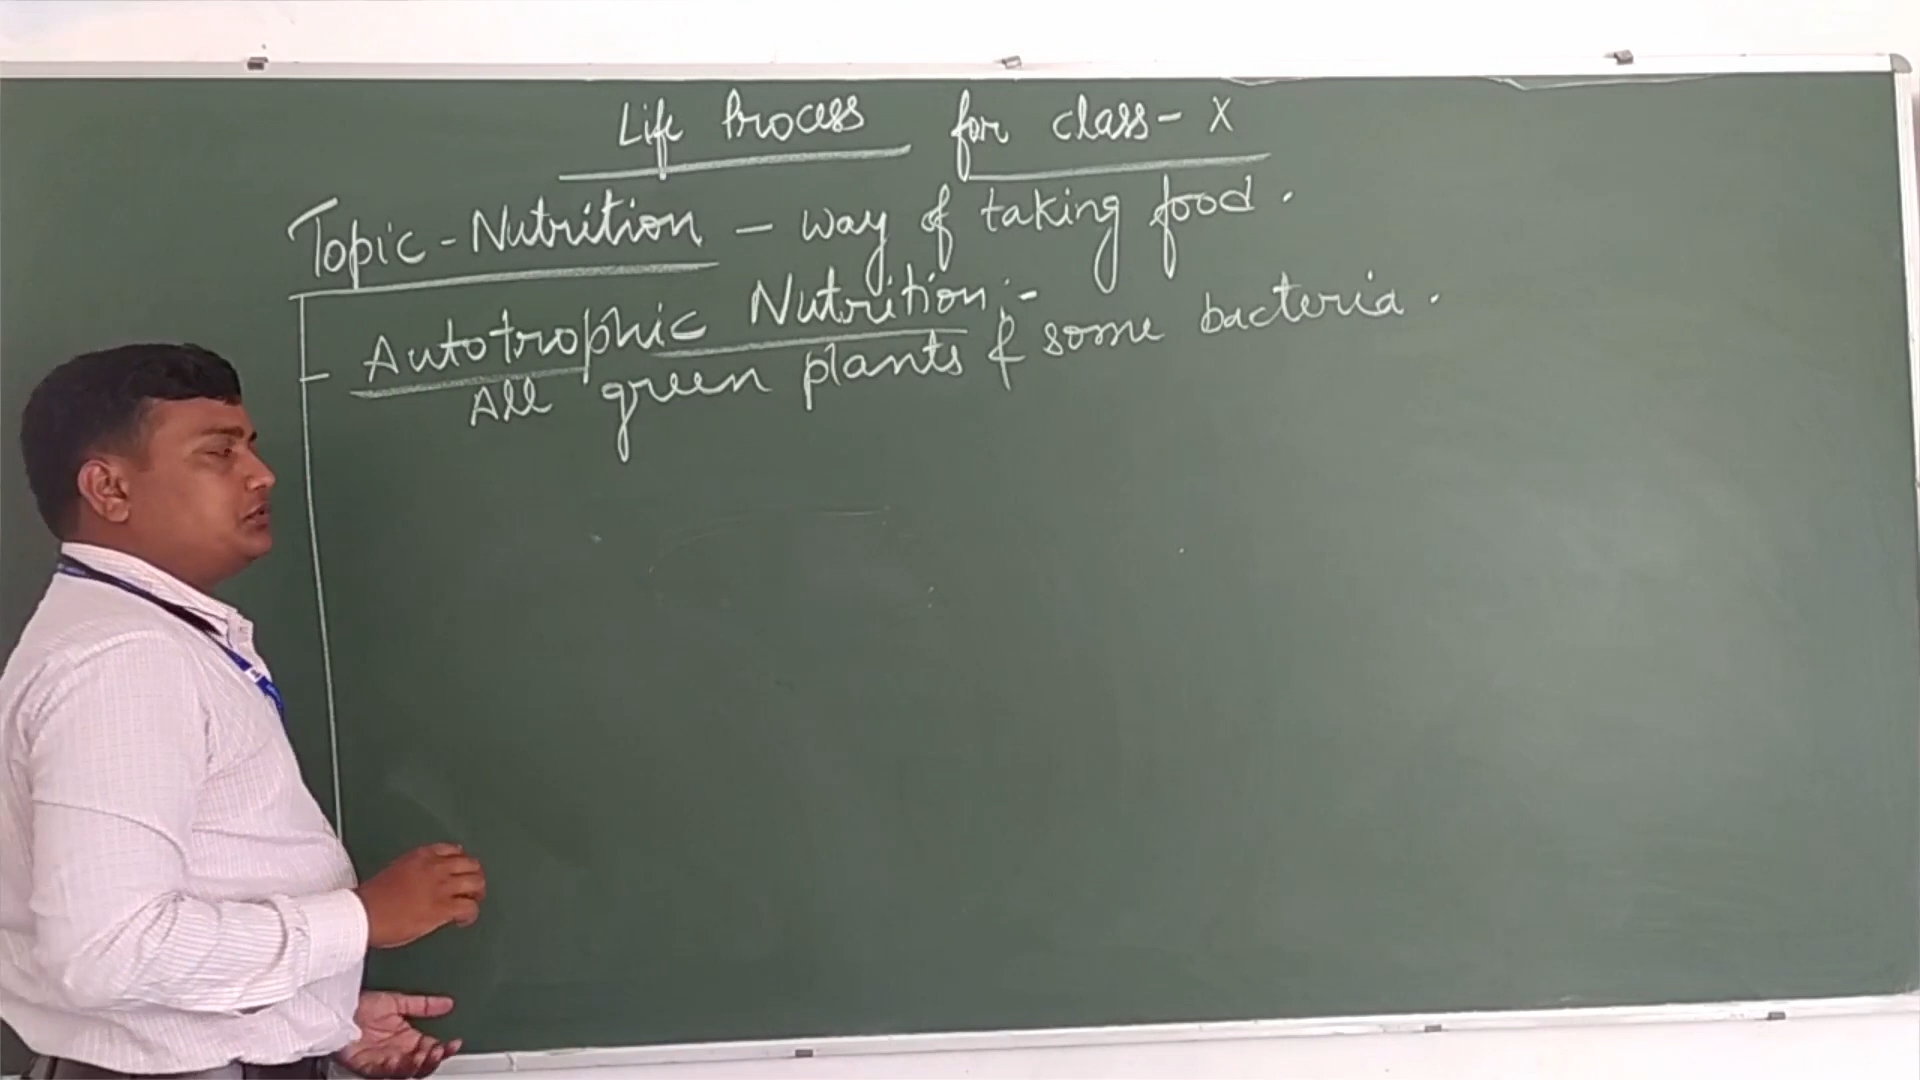 Life Process for class - X
Topic - Nutrition - way of taking food.
- Autotrophic Nutrition :-
All green plants & some bacteria.